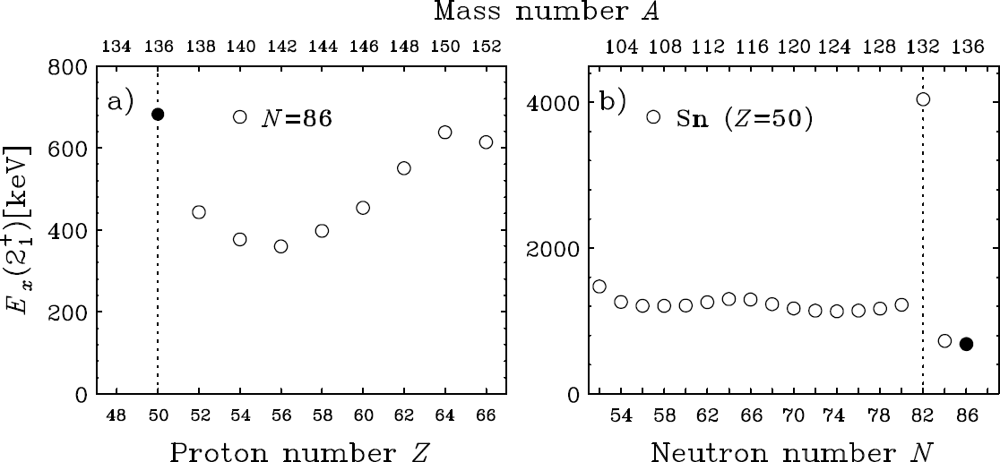 Mass number A
134 136 138 140 142 144 146 148 150 152
104 108 112 116 120 124 128 132 136
800
600
400
200
0
a)
N=86
E_x(2_1^+)[keV]
48 50 52 54 56 58 60 62 64 66
Proton number Z
4000
2000
0
b)
Sn (Z=50)
54 58 62 66 70 74 78 82 86
Neutron number N